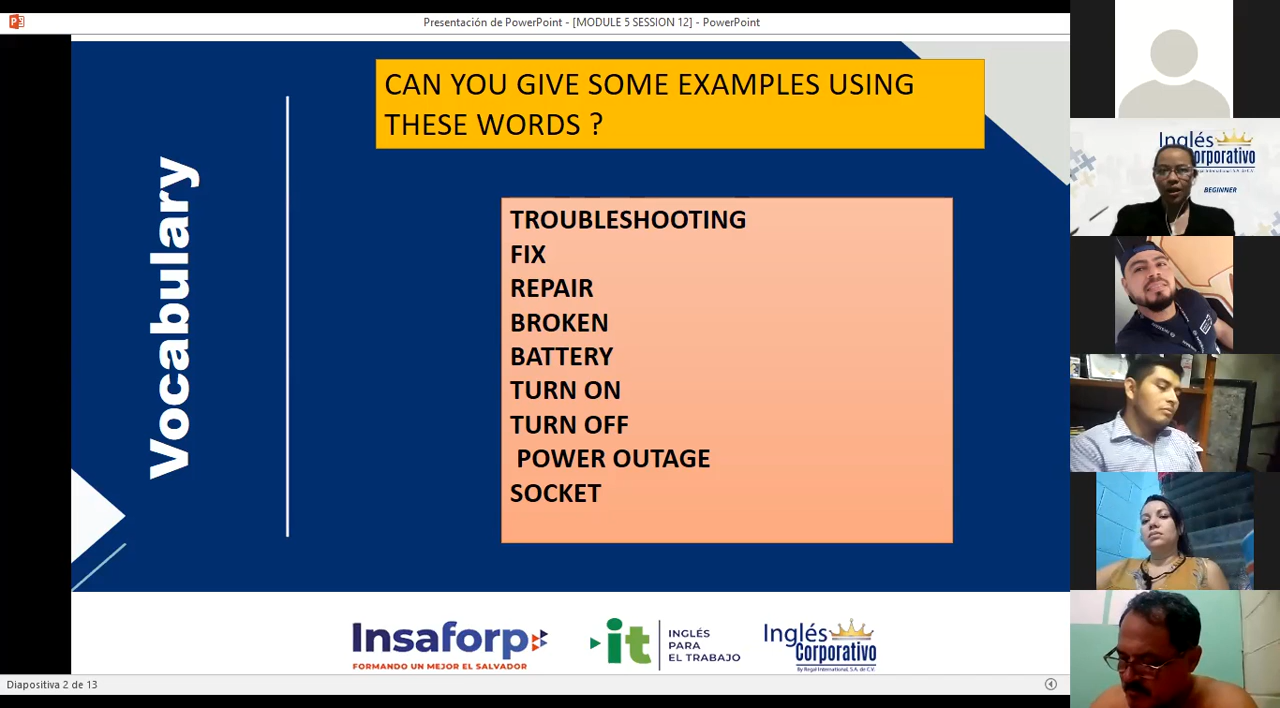 Presentación de PowerPoint - [MODULE 5 SESSION 12] - PowerPoint
CAN YOU GIVE SOME EXAMPLES USING
THESE WORDS ?
Vocabulary
TROUBLESHOOTING
FIX
REPAIR
BROKEN
BATTERY
TURN ON
TURN OFF
POWER OUTAGE
SOCKET
Insaforp
FORMANDO UN MEJOR EL SALVADOR
it
INGLÉS
PARA
EL TRABAJO
Inglés
Corporativo
By Regal International, S.A. de C.V.
Diapositiva 2 de 13
Inglés
orporativo
BEGINNER